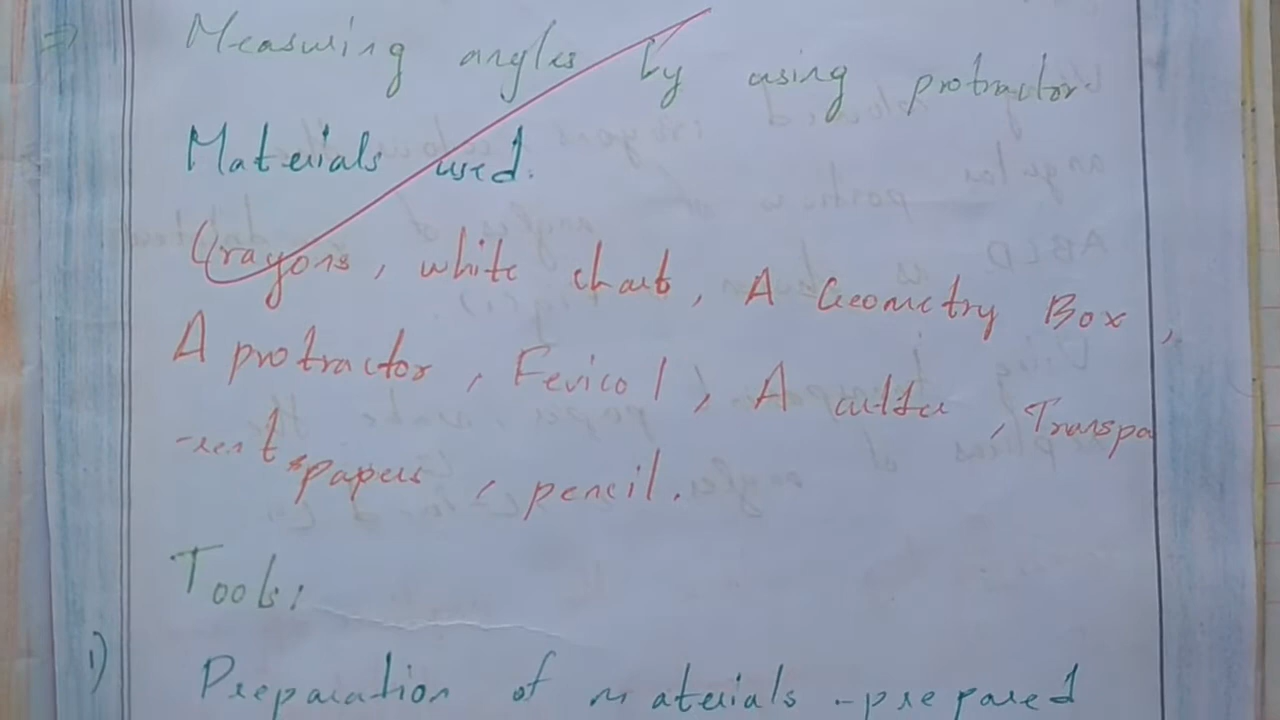 ⇒ Measuring angles by using protractor
Materials used.
Crayons, white chart, A Geometry Box,
A protractor, Fevicol, A cutter, Transpa
-rent papers, pencil.
Tools:
i) Preparation of materials - prepared